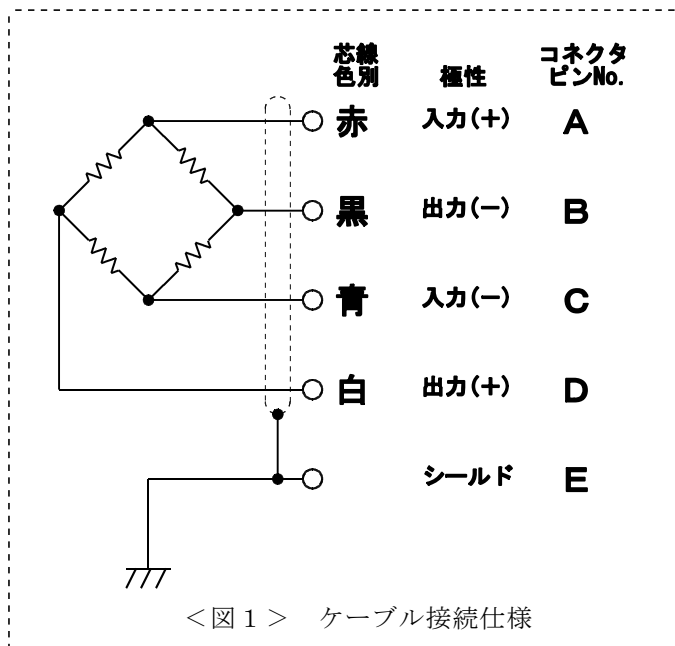 芯線
色別
極性
コネクタ
ピンNo.
赤 入力(+) A
黒 出力(−) B
青 入力(−) C
白 出力(+) D
シールド E
＜図１＞ ケーブル接続仕様